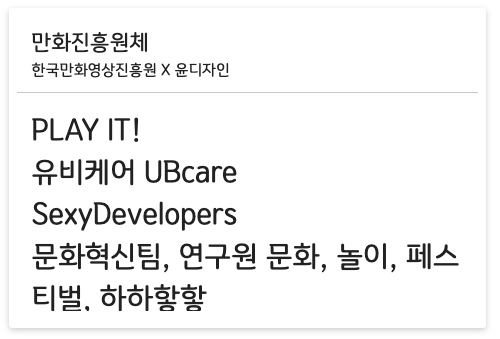 만화진흥원체
한국만화영상진흥원 X 윤디자인
PLAY IT!
유비케어 UBcare
SexyDevelopers
문화혁신팀, 연구원 문화, 놀이, 페스
티벌, 하하핳핳